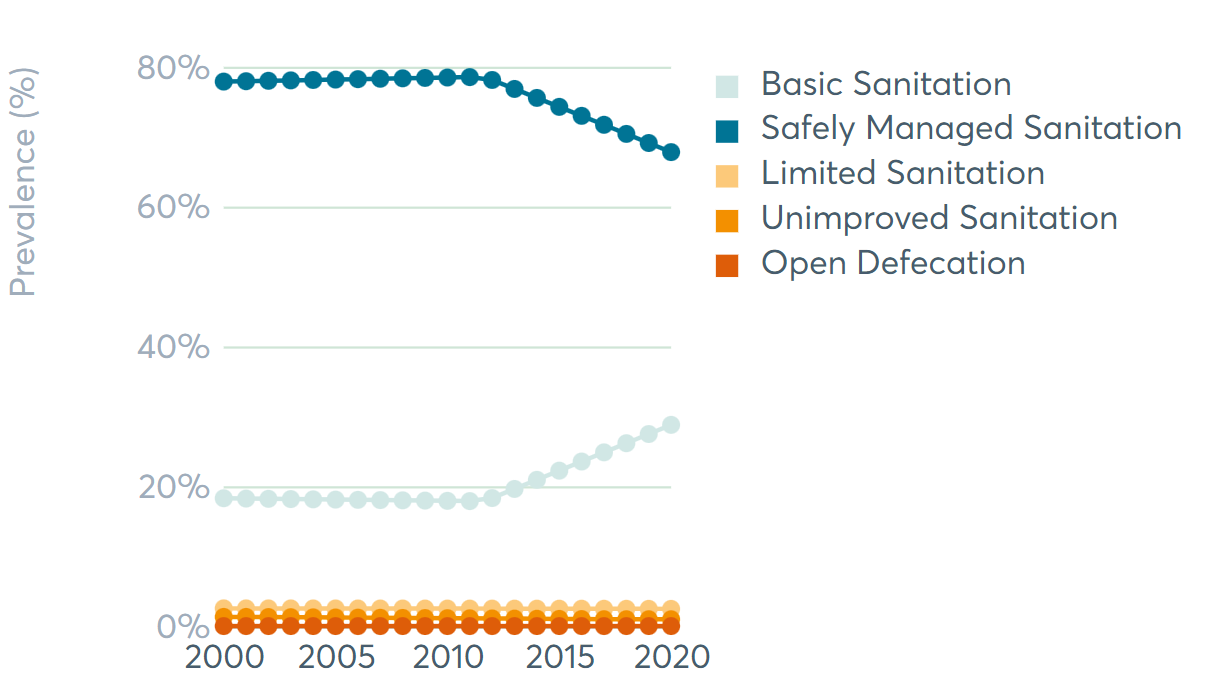 Prevalence (%)
80%
60%
40%
20%
0%
2000 2005 2010 2015 2020
Basic Sanitation
Safely Managed Sanitation
Limited Sanitation
Unimproved Sanitation
Open Defecation